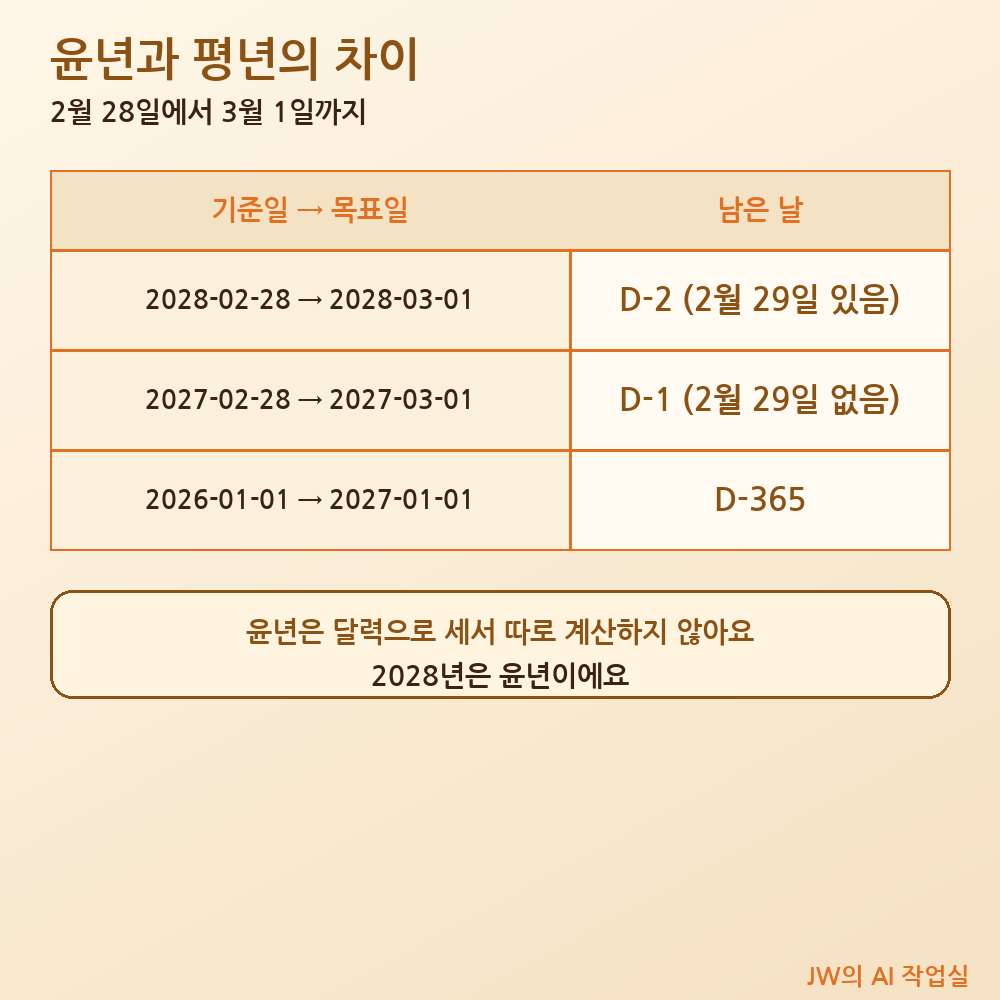 윤년과 평년의 차이
2월 28일에서 3월 1일까지
기준일 → 목표일 남은 날
2028-02-28 → 2028-03-01 D-2 (2월 29일 있음)
2027-02-28 → 2027-03-01 D-1 (2월 29일 없음)
2026-01-01 → 2027-01-01 D-365
윤년은 달력으로 세서 따로 계산하지 않아요
2028년은 윤년이에요
JW의 AI 작업실